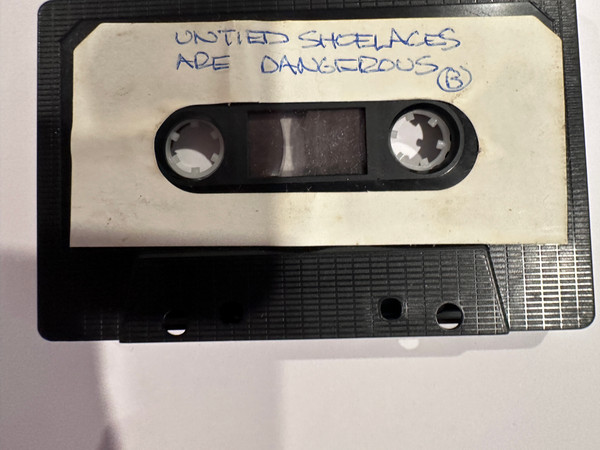 UNTIED SHOELACES
ARE DANGEROUS B